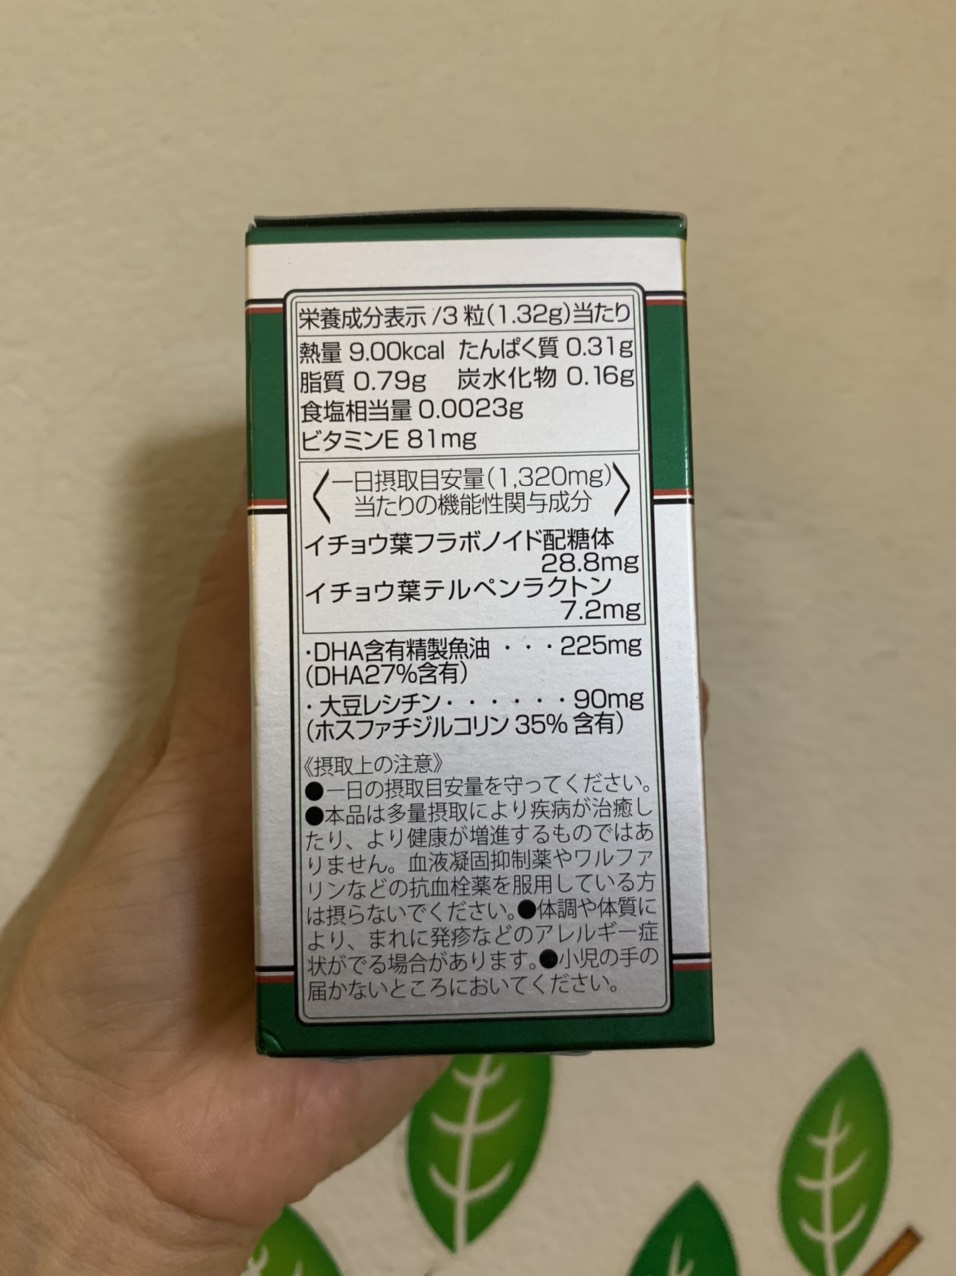 栄養成分表示/3粒(1.32g)当たり
熱量 9.00kcal たんぱく質 0.31g
脂質 0.79g 炭水化物 0.16g
食塩相当量 0.0023g
ビタミンE 81mg
〈一日摂取目安量(1,320mg)
当たりの機能性関与成分〉
イチョウ葉フラボノイド配糖体
28.8mg
イチョウ葉テルペンラクトン
7.2mg
・DHA含有精製魚油・・・225mg
(DHA27%含有)
・大豆レシチン・・・・・・90mg
(ホスファチジルコリン35%含有)
《摂取上の注意》
●一日の摂取目安量を守ってください。
●本品は多量摂取により疾病が治癒し
たり、より健康が増進するものではあ
りません。血液凝固抑制薬やワルファ
リンなどの抗血栓薬を服用している方
は摂らないでください。●体調や体質に
より、まれに発疹などのアレルギー症
状がでる場合があります。●小児の手の
届かないところにおいてください。